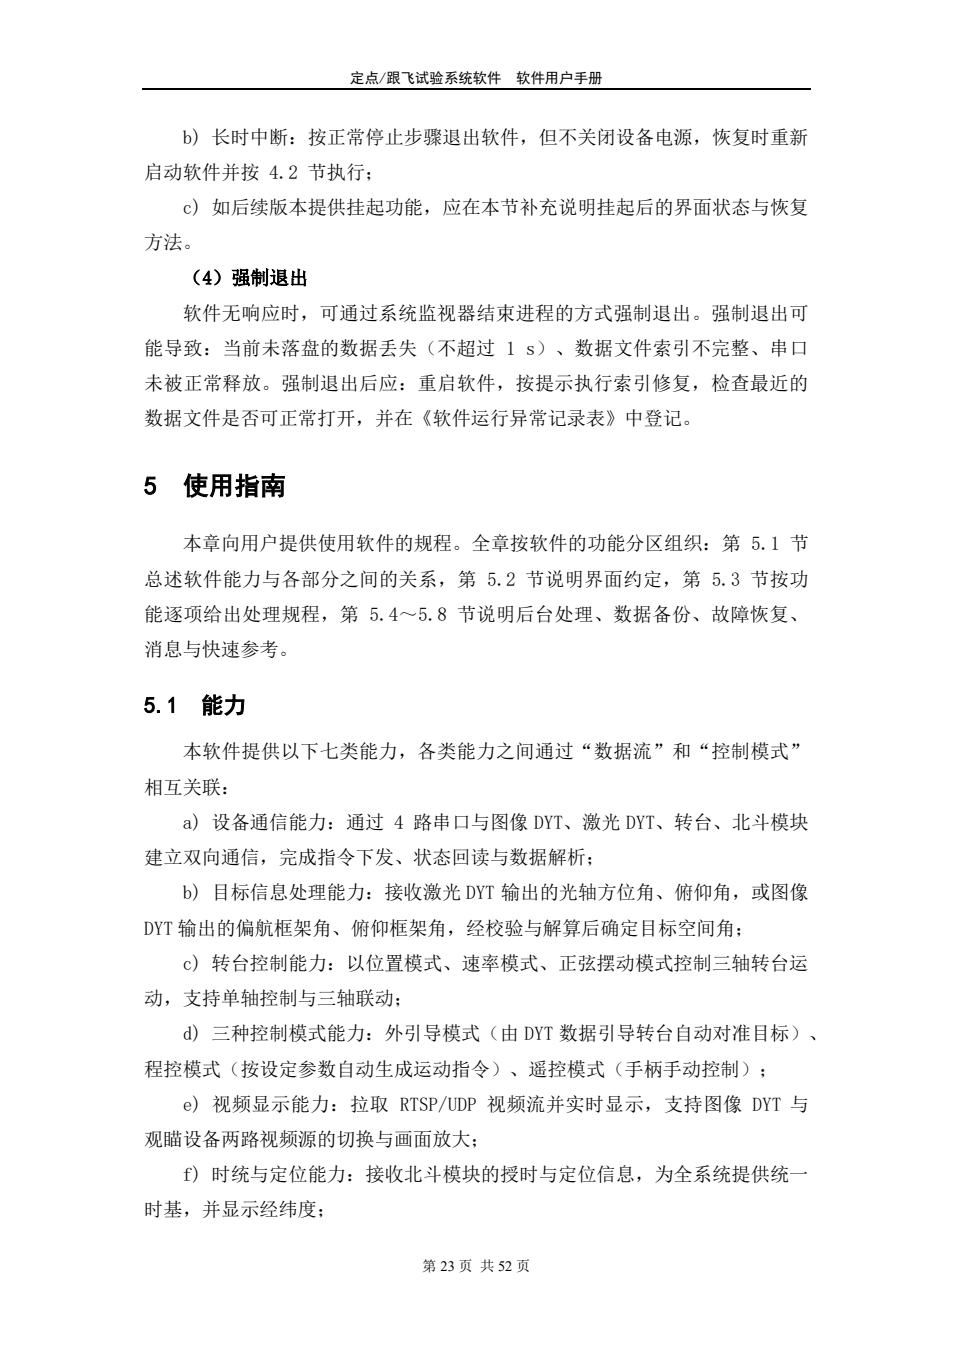 定点/跟飞试验系统软件　软件用户手册
b) 长时中断：按正常停止步骤退出软件，但不关闭设备电源，恢复时重新
启动软件并按 4.2 节执行；
c) 如后续版本提供挂起功能，应在本节补充说明挂起后的界面状态与恢复
方法。
（4）强制退出
软件无响应时，可通过系统监视器结束进程的方式强制退出。强制退出可
能导致：当前未落盘的数据丢失（不超过 1 s）、数据文件索引不完整、串口
未被正常释放。强制退出后应：重启软件，按提示执行索引修复，检查最近的
数据文件是否可正常打开，并在《软件运行异常记录表》中登记。
5　使用指南
本章向用户提供使用软件的规程。全章按软件的功能分区组织：第 5.1 节
总述软件能力与各部分之间的关系，第 5.2 节说明界面约定，第 5.3 节按功
能逐项给出处理规程，第 5.4～5.8 节说明后台处理、数据备份、故障恢复、
消息与快速参考。
5.1　能力
本软件提供以下七类能力，各类能力之间通过“数据流”和“控制模式”
相互关联：
a) 设备通信能力：通过 4 路串口与图像 DYT、激光 DYT、转台、北斗模块
建立双向通信，完成指令下发、状态回读与数据解析；
b) 目标信息处理能力：接收激光 DYT 输出的光轴方位角、俯仰角，或图像
DYT 输出的偏航框架角、俯仰框架角，经校验与解算后确定目标空间角；
c) 转台控制能力：以位置模式、速率模式、正弦摆动模式控制三轴转台运
动，支持单轴控制与三轴联动；
d) 三种控制模式能力：外引导模式（由 DYT 数据引导转台自动对准目标）、
程控模式（按设定参数自动生成运动指令）、遥控模式（手柄手动控制）；
e) 视频显示能力：拉取 RTSP/UDP 视频流并实时显示，支持图像 DYT 与
观瞄设备两路视频源的切换与画面放大；
f) 时统与定位能力：接收北斗模块的授时与定位信息，为全系统提供统一
时基，并显示经纬度；
第 23 页 共 52 页